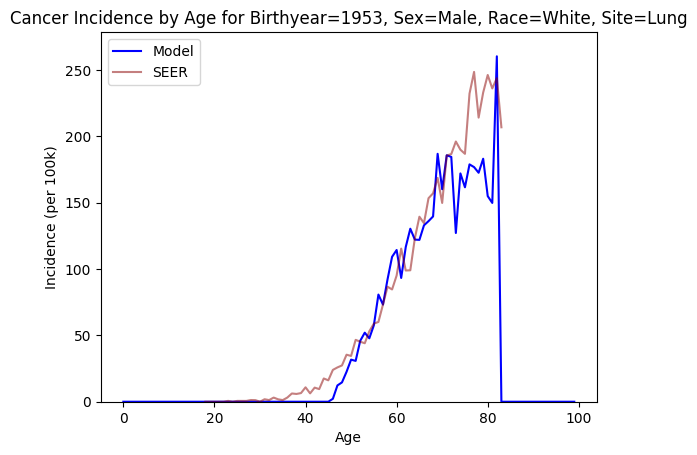 Cancer Incidence by Age for Birthyear=1953, Sex=Male, Race=White, Site=Lung
Model
SEER
250
200
150
100
50
0
Incidence (per 100k)
0 20 40 60 80 100
Age